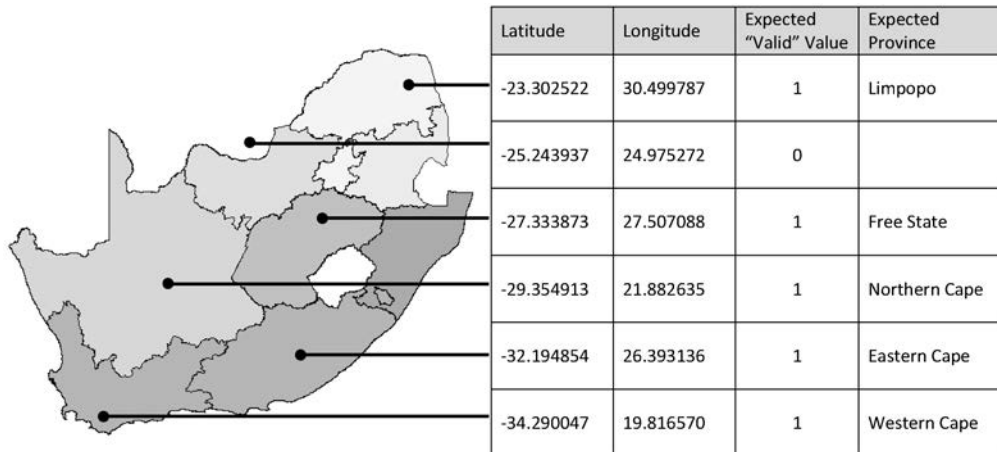 Latitude Longitude Expected “Valid” Value Expected Province
-23.302522 30.499787 1 Limpopo
-25.243937 24.975272 0
-27.333873 27.507088 1 Free State
-29.354913 21.882635 1 Northern Cape
-32.194854 26.393136 1 Eastern Cape
-34.290047 19.816570 1 Western Cape